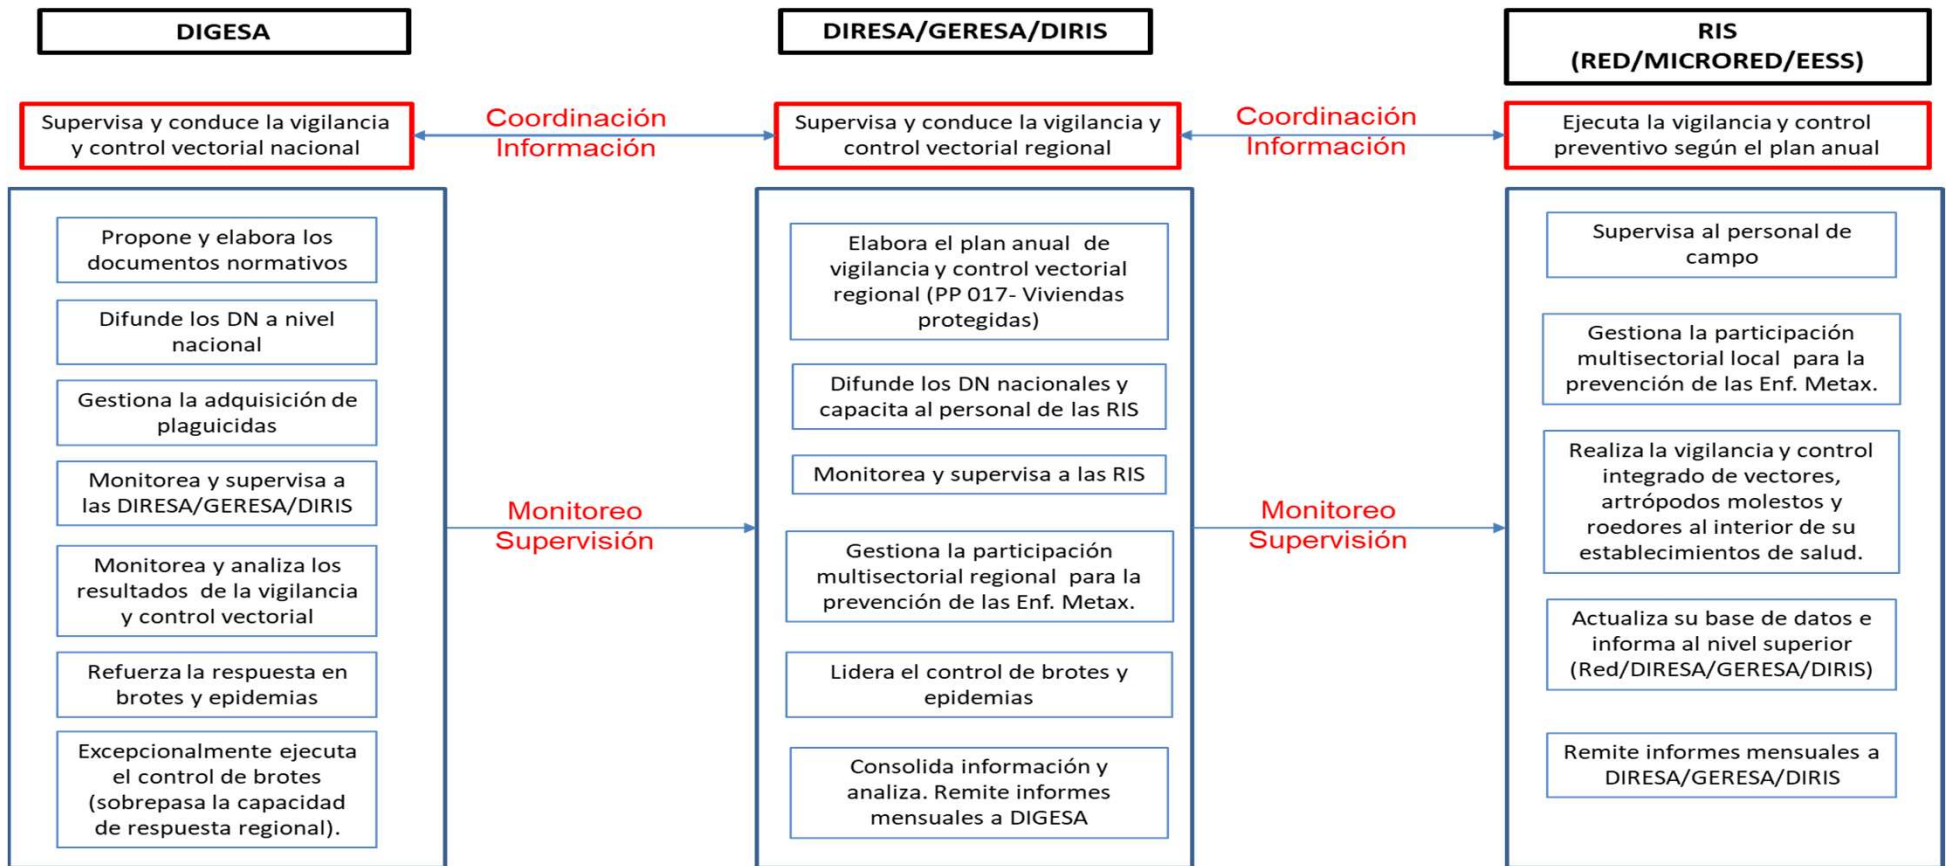 DIGESA
DIRESA/GERESA/DIRIS
RIS
(RED/MICRORED/EESS)
Supervisa y conduce la vigilancia
y control vectorial nacional
Coordinación
Información
Supervisa y conduce la vigilancia y
control vectorial regional
Coordinación
Información
Ejecuta la vigilancia y control
preventivo según el plan anual
Propone y elabora los
documentos normativos
Difunde los DN a nivel
nacional
Gestiona la adquisición de
plaguicidas
Monitorea y supervisa a
las DIRESA/GERESA/DIRIS
Monitorea y analiza los
resultados de la vigilancia
y control vectorial
Refuerza la respuesta en
brotes y epidemias
Excepcionalmente ejecuta
el control de brotes
(sobrepasa la capacidad
de respuesta regional).
Monitoreo
Supervisión
Elabora el plan anual de
vigilancia y control vectorial
regional (PP 017- Viviendas
protegidas)
Difunde los DN nacionales y
capacita al personal de las RIS
Monitorea y supervisa a las RIS
Gestiona la participación
multisectorial regional para la
prevención de las Enf. Metax.
Lidera el control de brotes y
epidemias
Consolida información y
analiza. Remite informes
mensuales a DIGESA
Monitoreo
Supervisión
Supervisa al personal de
campo
Gestiona la participación
multisectorial local para la
prevención de las Enf. Metax.
Realiza la vigilancia y control
integrado de vectores,
artrópodos molestos y
roedores al interior de su
establecimientos de salud.
Actualiza su base de datos e
informa al nivel superior
(Red/DIRESA/GERESA/DIRIS)
Remite informes mensuales a
DIRESA/GERESA/DIRIS